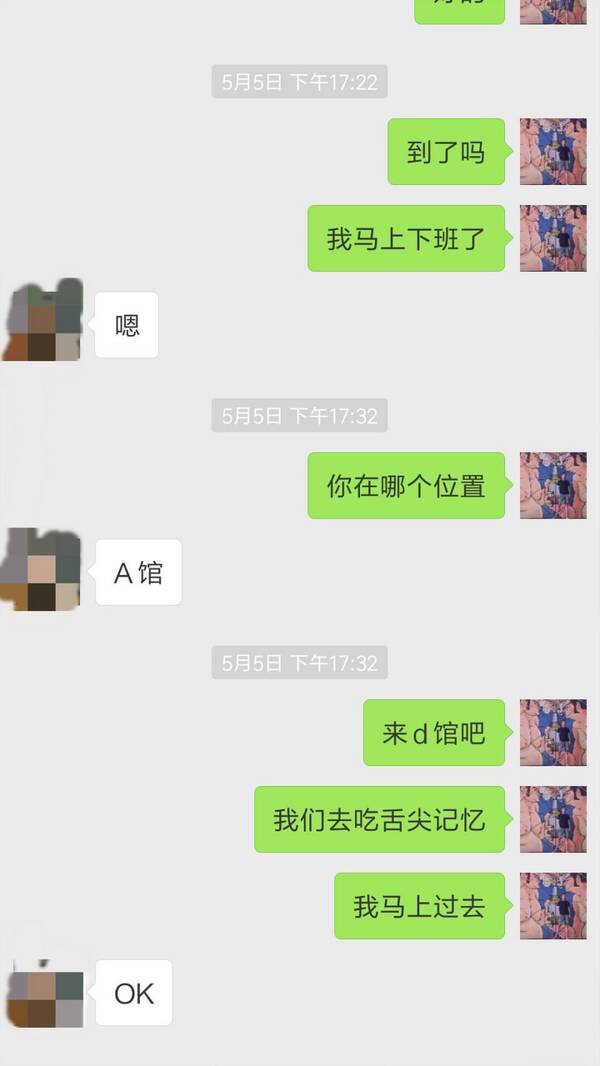 5月5日 下午17:22
到了吗
我马上下班了
嗯
5月5日 下午17:32
你在哪个位置
A馆
5月5日 下午17:32
来d馆吧
我们去吃舌尖记忆
我马上过去
OK